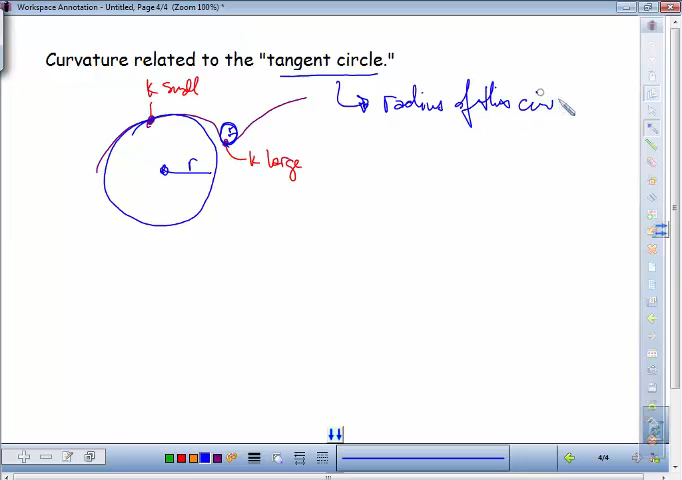 Workspace Annotation - Untitled, Page 4/4 (Zoom 100%) *
Curvature related to the "tangent circle."
k small
radius of this cir
r
k large
4/4